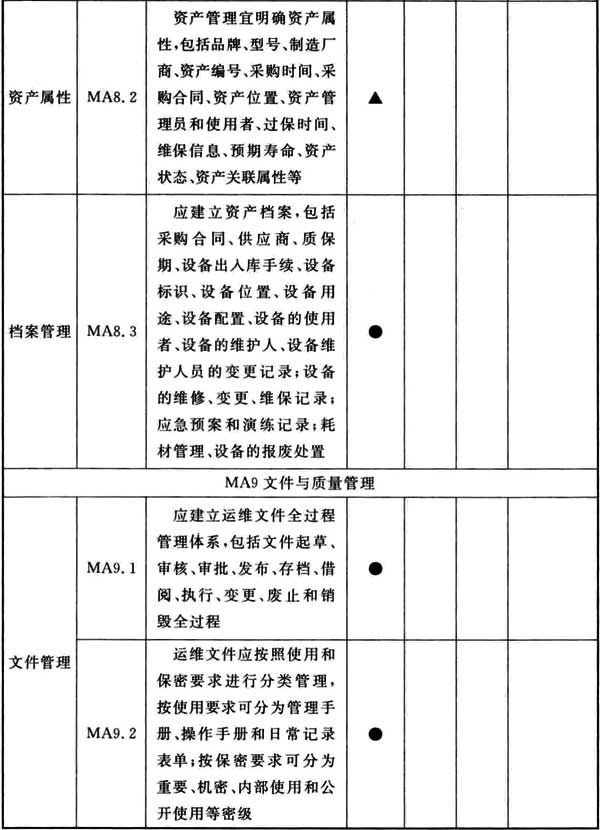 资产管理宜明确资产属
性,包括品牌、型号、制造厂
商、资产编号、采购时间、采
购合同、资产位置、资产管
理员和使用者、过保时间、
维保信息、预期寿命、资产
状态、资产关联属性等
资产属性 MA8.2 ▲
应建立资产档案,包括
采购合同、供应商、质保
期、设备出入库手续、设备
标识、设备位置、设备用
途、设备配置、设备的使用
者、设备的维护人、设备维
护人员的变更记录;设备
的维修、变更、维保记录;
应急预案和演练记录;耗
材管理、设备的报废处置
档案管理 MA8.3 ●
MA9 文件与质量管理
文件管理
应建立运维文件全过程
管理体系,包括文件起草、
审核、审批、发布、存档、借
阅、执行、变更、废止和销
毁全过程
MA9.1 ●
运维文件应按照使用和
保密要求进行分类管理,
按使用要求可分为管理手
册、操作手册和日常记录
表单;按保密要求可分为
重要、机密、内部使用和公
开使用等密级
MA9.2 ●